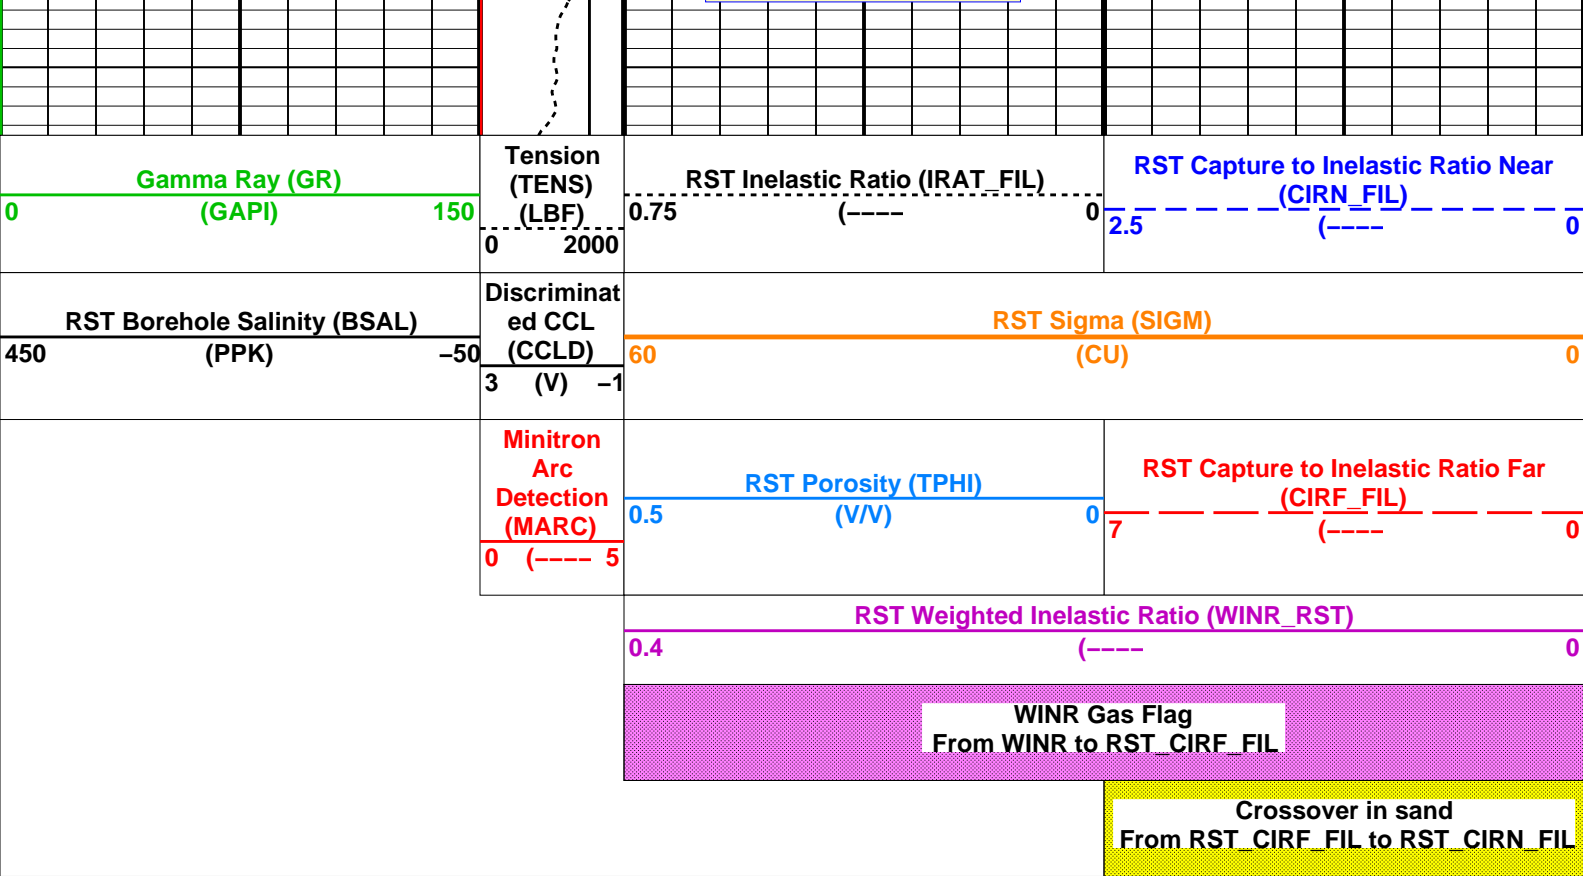 Gamma Ray (GR)
0 (GAPI) 150
Tension
(TENS)
(LBF)
0 2000
RST Inelastic Ratio (IRAT_FIL)
0.75 (−−−− 0
RST Capture to Inelastic Ratio Near
(CIRN_FIL)
2.5 (−−−− 0
RST Borehole Salinity (BSAL)
450 (PPK) −50
Discriminat
ed CCL
(CCLD)
3 (V) −1
RST Sigma (SIGM)
60 (CU) 0
Minitron
Arc
Detection
(MARC)
0 (−−−− 5
RST Porosity (TPHI)
0.5 (V/V) 0
RST Capture to Inelastic Ratio Far
(CIRF_FIL)
7 (−−−− 0
RST Weighted Inelastic Ratio (WINR_RST)
0.4 (−−−− 0
WINR Gas Flag
From WINR to RST_CIRF_FIL
Crossover in sand
From RST_CIRF_FIL to RST_CIRN_FIL